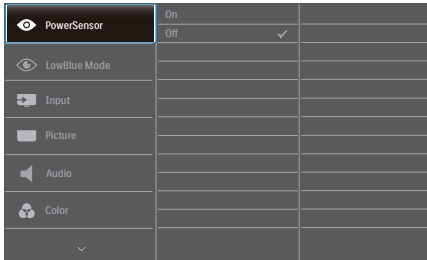 PowerSensor
On
Off
LowBlue Mode
Input
Picture
Audio
Color